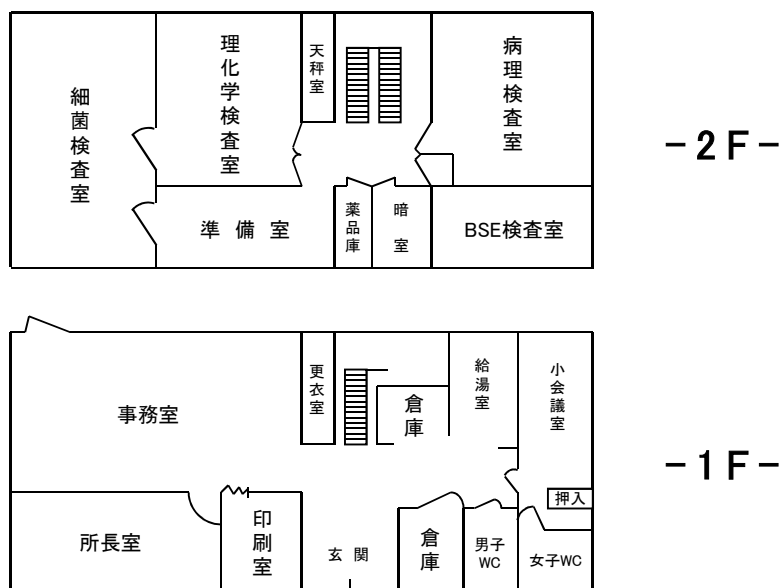 細菌検査室
理化学検査室
天秤室
病理検査室
準備室
薬品庫
暗室
BSE検査室
-2F-
事務室
更衣室
倉庫
給湯室
小会議室
押入
所長室
印刷室
玄関
倉庫
男子WC
女子WC
-1F-